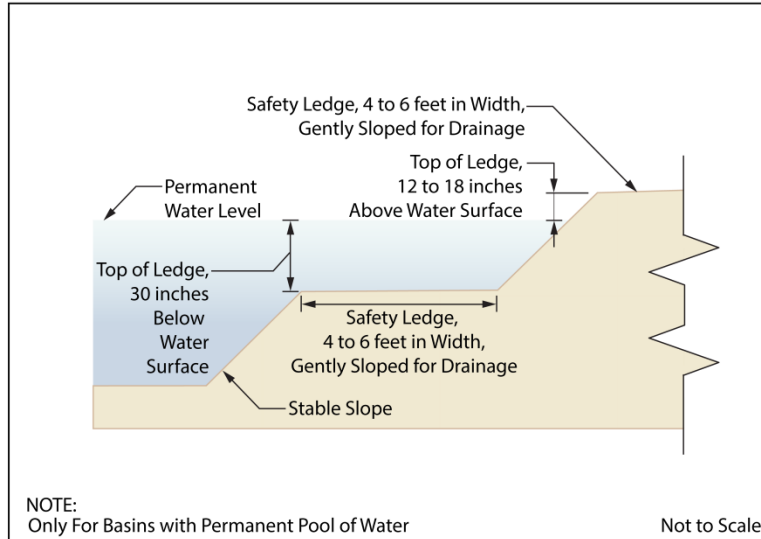 Safety Ledge, 4 to 6 feet in Width,
Gently Sloped for Drainage
Top of Ledge,
12 to 18 inches
Above Water Surface
Permanent
Water Level
Top of Ledge,
30 inches
Below
Water
Surface
Safety Ledge,
4 to 6 feet in Width,
Gently Sloped for Drainage
Stable Slope
NOTE:
Only For Basins with Permanent Pool of Water
Not to Scale